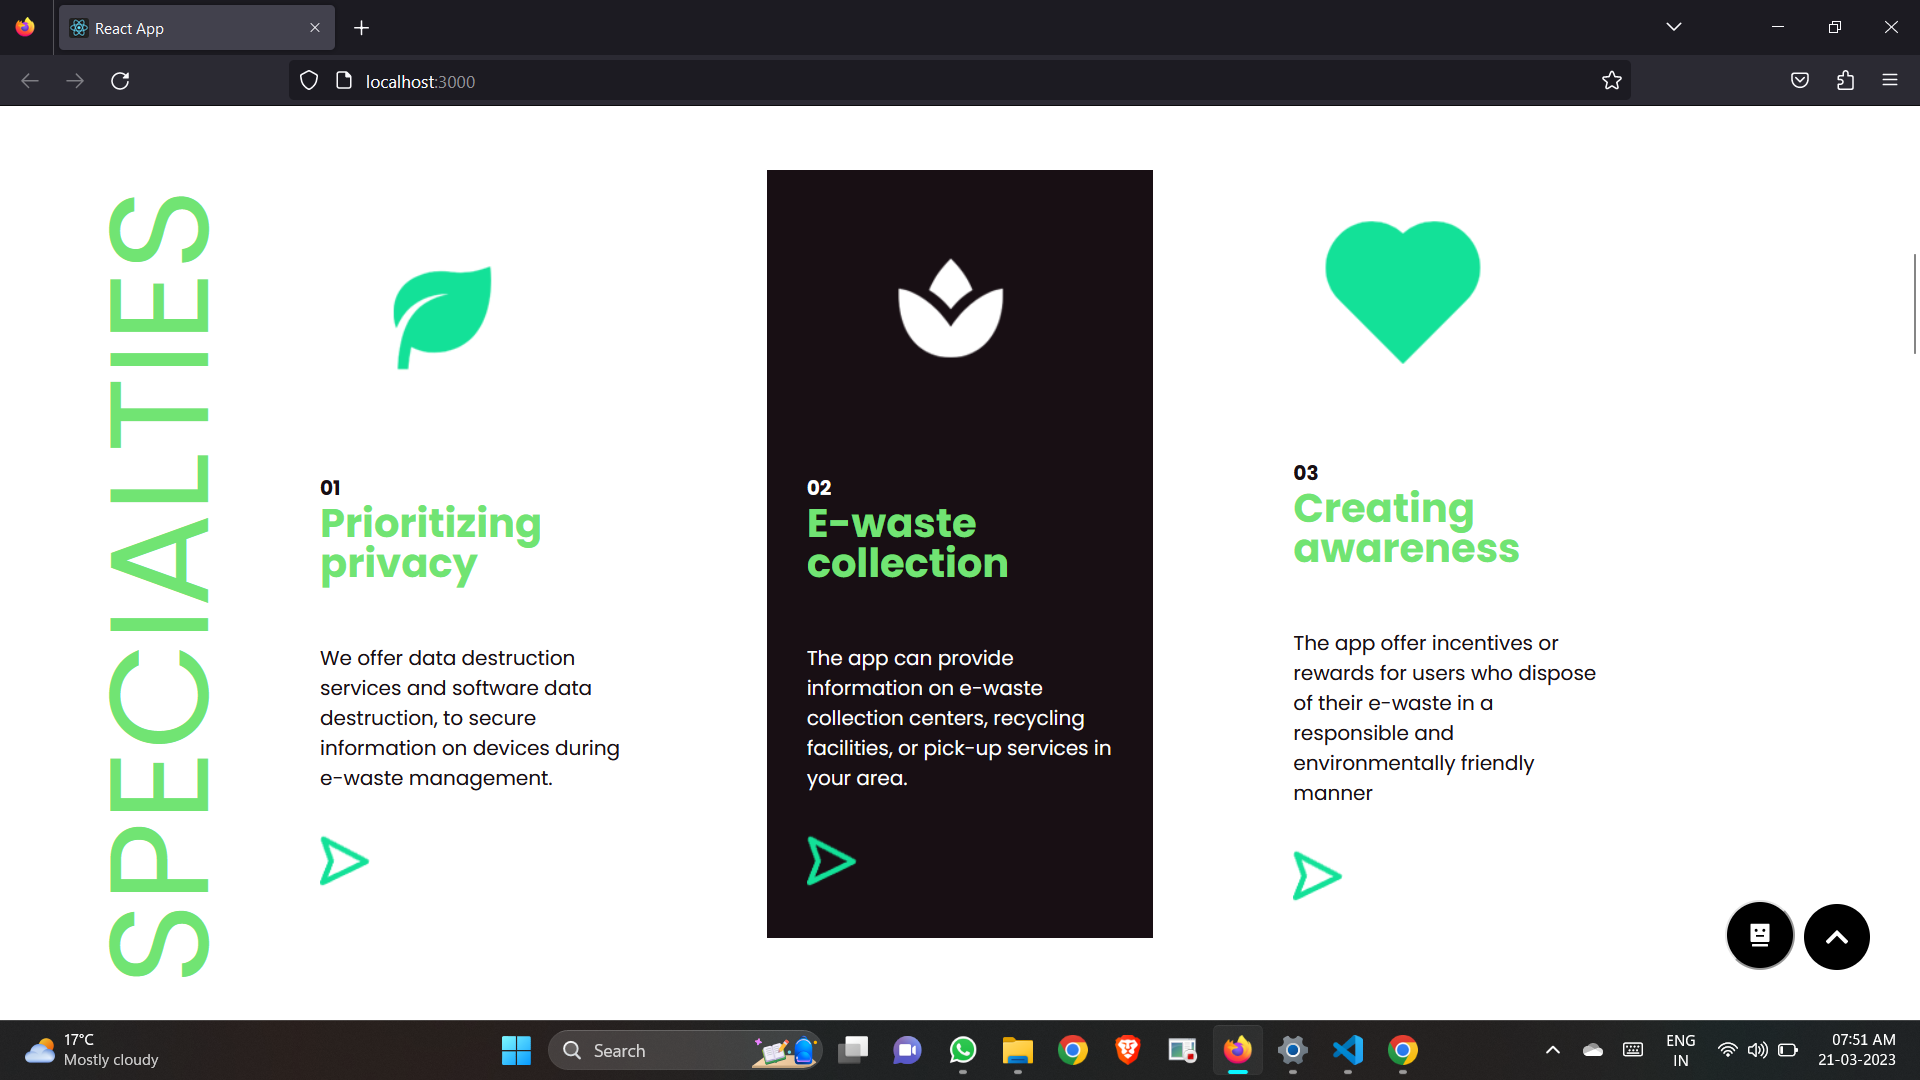 React App
localhost:3000
SPECIALTIES
01
Prioritizing
privacy
We offer data destruction
services and software data
destruction, to secure
information on devices during
e-waste management.
02
E-waste
collection
The app can provide
information on e-waste
collection centers, recycling
facilities, or pick-up services in
your area.
03
Creating
awareness
The app offer incentives or
rewards for users who dispose
of their e-waste in a
responsible and
environmentally friendly
manner
17°C
Mostly cloudy
Search
ENG
IN
07:51 AM
21-03-2023